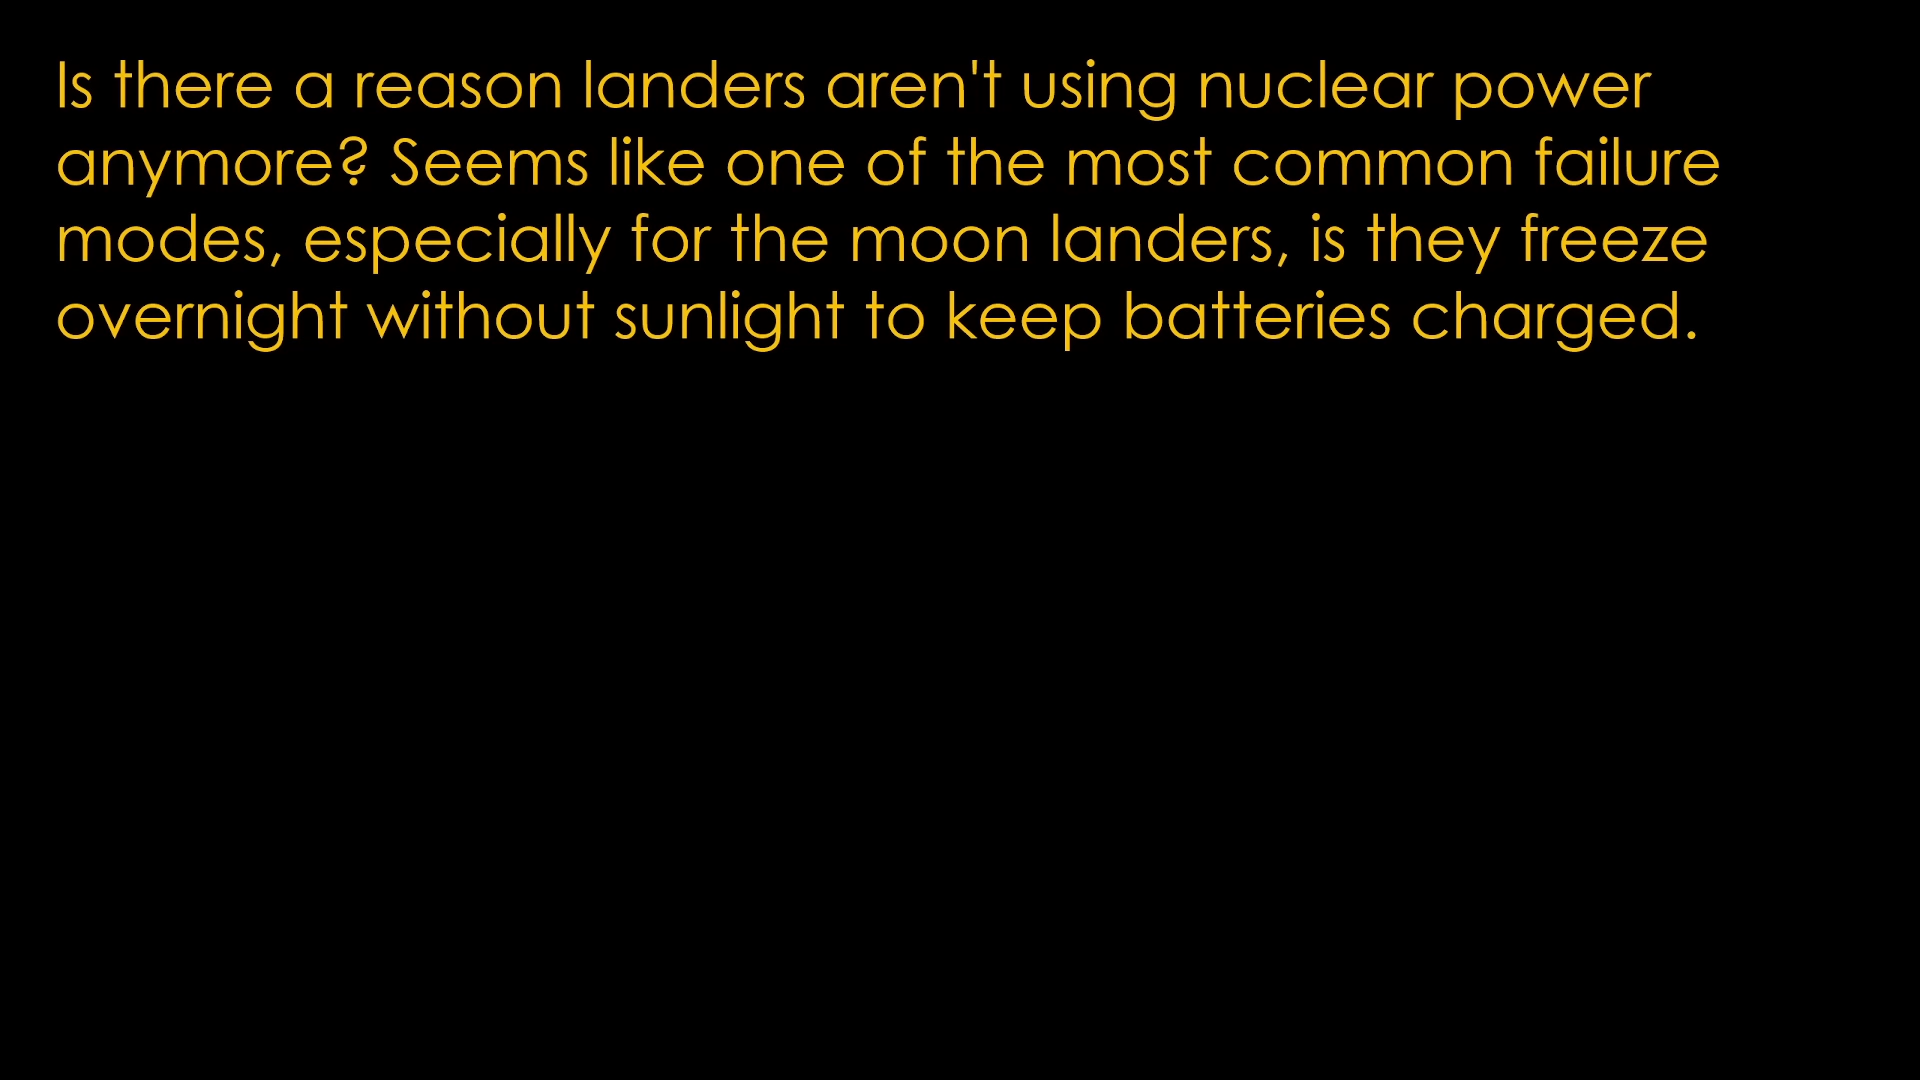 Is there a reason landers aren't using nuclear power
anymore? Seems like one of the most common failure
modes, especially for the moon landers, is they freeze
overnight without sunlight to keep batteries charged.